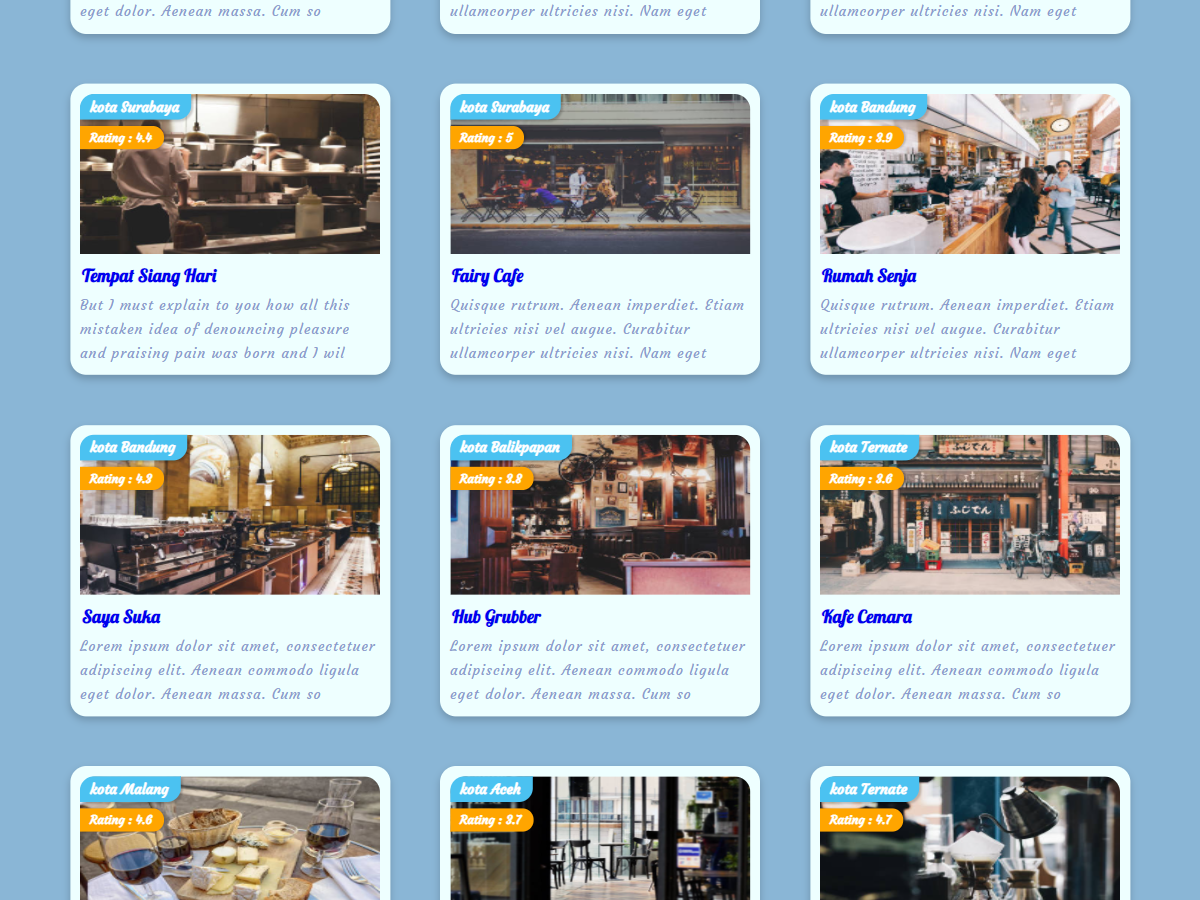 eget dolor. Aenean massa. Cum so
ullamcorper ultricies nisi. Nam eget
ullamcorper ultricies nisi. Nam eget
kota Surabaya
Rating : 4.4
Tempat Siang Hari
But I must explain to you how all this
mistaken idea of denouncing pleasure
and praising pain was born and I wil
kota Surabaya
Rating : 5
Fairy Cafe
Quisque rutrum. Aenean imperdiet. Etiam
ultricies nisi vel augue. Curabitur
ullamcorper ultricies nisi. Nam eget
kota Bandung
Rating : 3.9
Rumah Senja
Quisque rutrum. Aenean imperdiet. Etiam
ultricies nisi vel augue. Curabitur
ullamcorper ultricies nisi. Nam eget
kota Bandung
Rating : 4.3
Saya Suka
Lorem ipsum dolor sit amet, consectetuer
adipiscing elit. Aenean commodo ligula
eget dolor. Aenean massa. Cum so
kota Balikpapan
Rating : 3.3
Hub Grubber
Lorem ipsum dolor sit amet, consectetuer
adipiscing elit. Aenean commodo ligula
eget dolor. Aenean massa. Cum so
kota Ternate
Rating : 3.6
ふじでん
ふじでん
Kafe Cemara
Lorem ipsum dolor sit amet, consectetuer
adipiscing elit. Aenean commodo ligula
eget dolor. Aenean massa. Cum so
kota Malang
Rating : 4.6
kota Aceh
Rating : 3.7
kota Ternate
Rating : 4.7